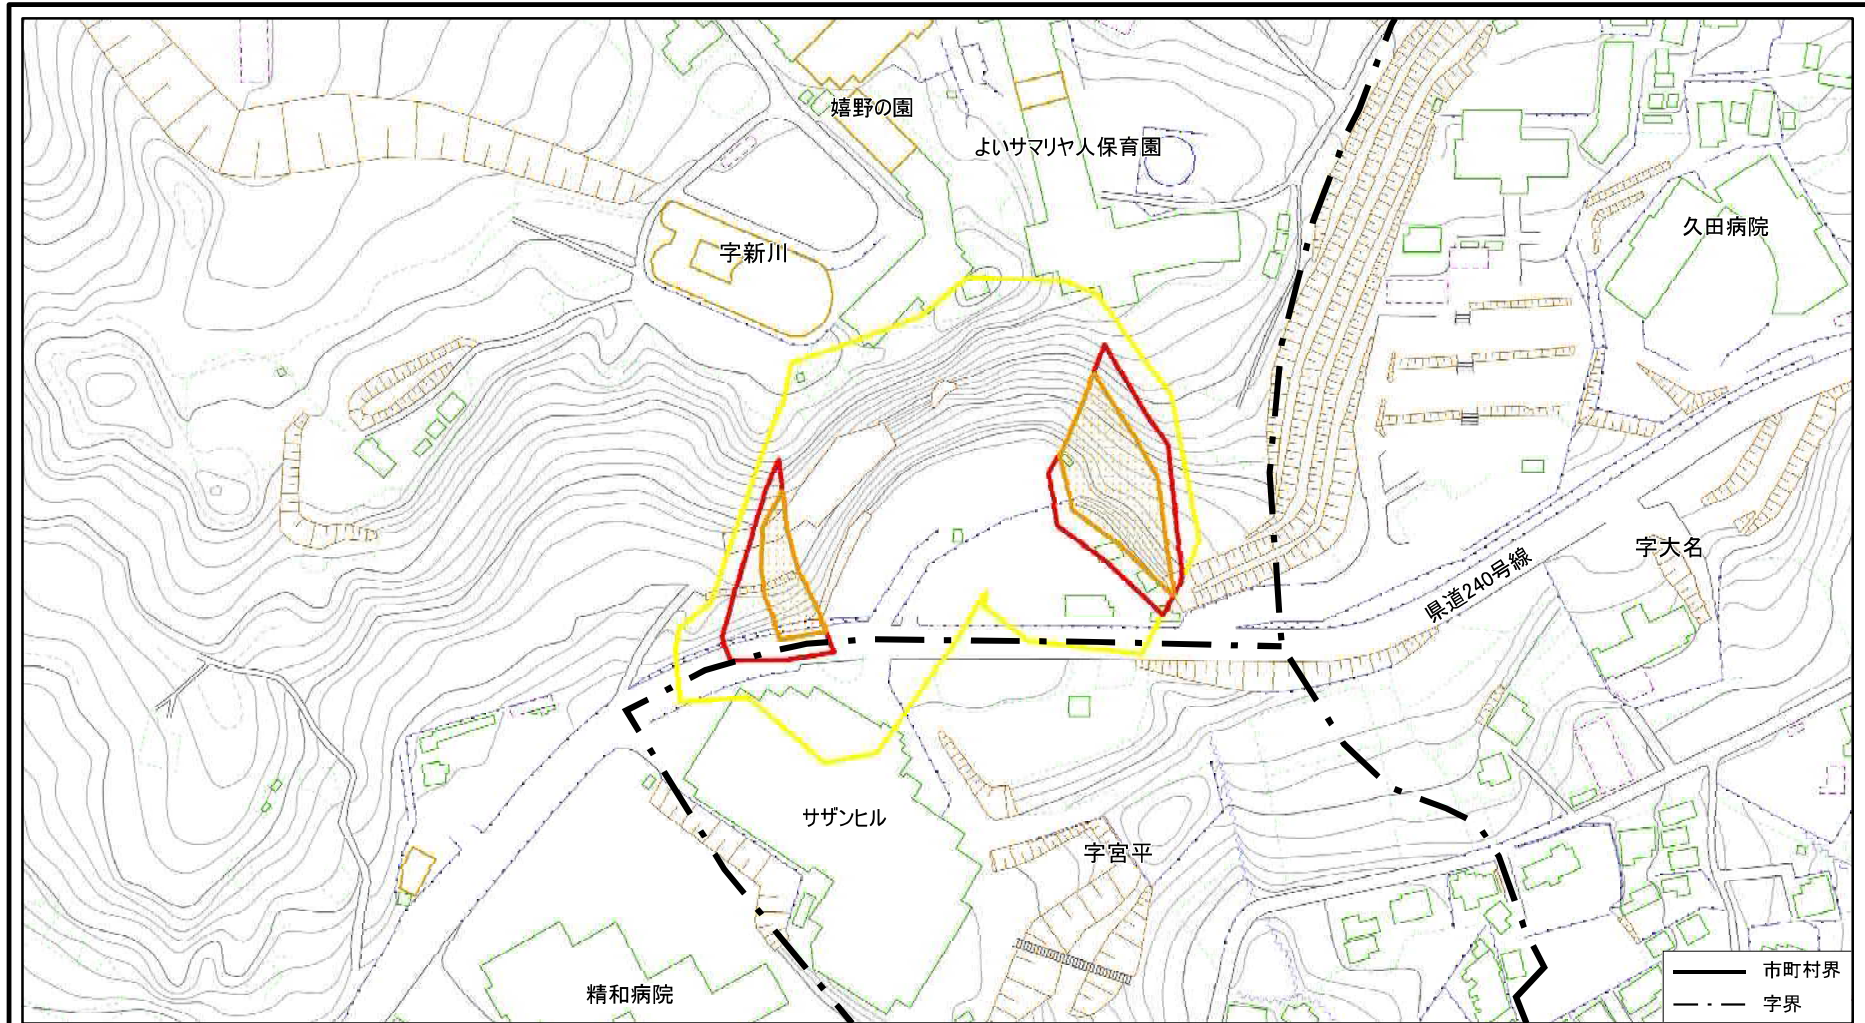 嬉野の園
よいサマリヤ人保育園
久田病院
字新川
字大名
県道240号線
サザンヒル
字宮平
精和病院
市町村界
字界